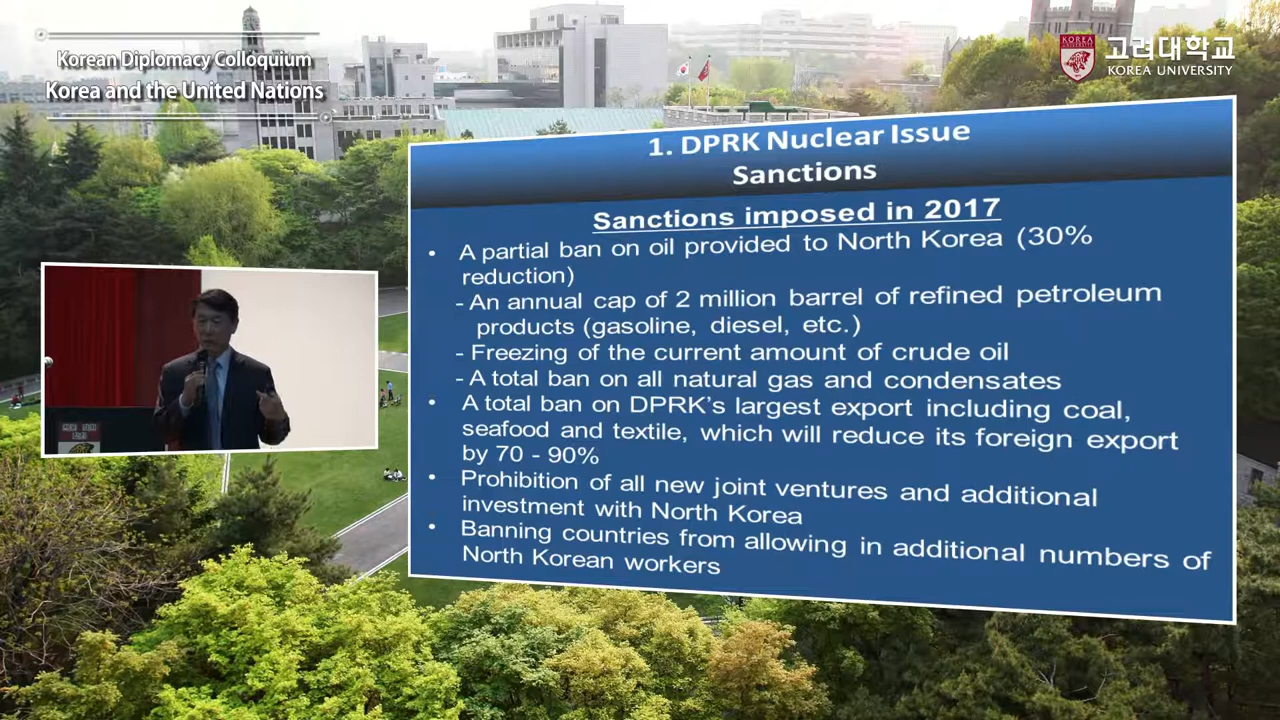 Korean Diplomacy Colloquium
Korea and the United Nations
KOREA
UNIVERSITY
고려대학교
KOREA UNIVERSITY
1. DPRK Nuclear Issue
Sanctions
Sanctions imposed in 2017
• A partial ban on oil provided to North Korea (30%
reduction)
- An annual cap of 2 million barrel of refined petroleum
products (gasoline, diesel, etc.)
- Freezing of the current amount of crude oil
- A total ban on all natural gas and condensates
• A total ban on DPRK's largest export including coal,
seafood and textile, which will reduce its foreign export
by 70 - 90%
• Prohibition of all new joint ventures and additional
investment with North Korea
• Banning countries from allowing in additional numbers of
North Korean workers